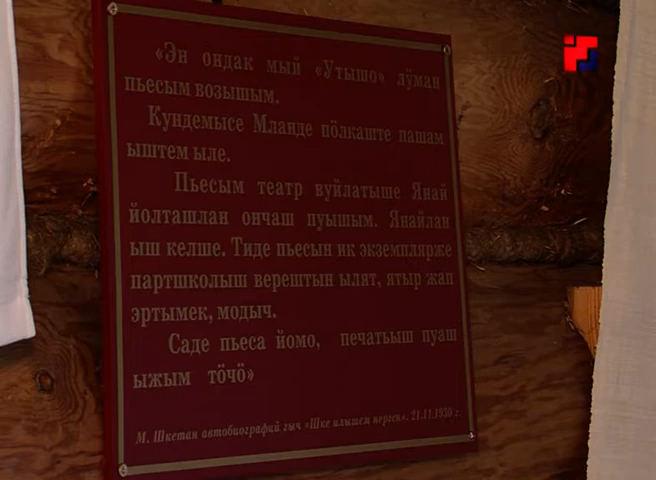 «Эн ондак мый «Утышо» лӱман
пьесым возышым.
Кундемысе Мланде пӧлкаште пашам
ыштем ыле.
Пьесым театр вуйлатыше Янай
йолташлан ончаш пуышым. Янайлан
ыш келше. Тиде пьесын ик экземплярже
партшколыш верештын ылят, ятыр жап
эртымек, модыч.
Саде пьеса йомо, печатьыш пуаш
ыжым тӧчӧ»
М. Шкетан автобиографий гыч «Шке илышем нерген». 21.11.1930 г.